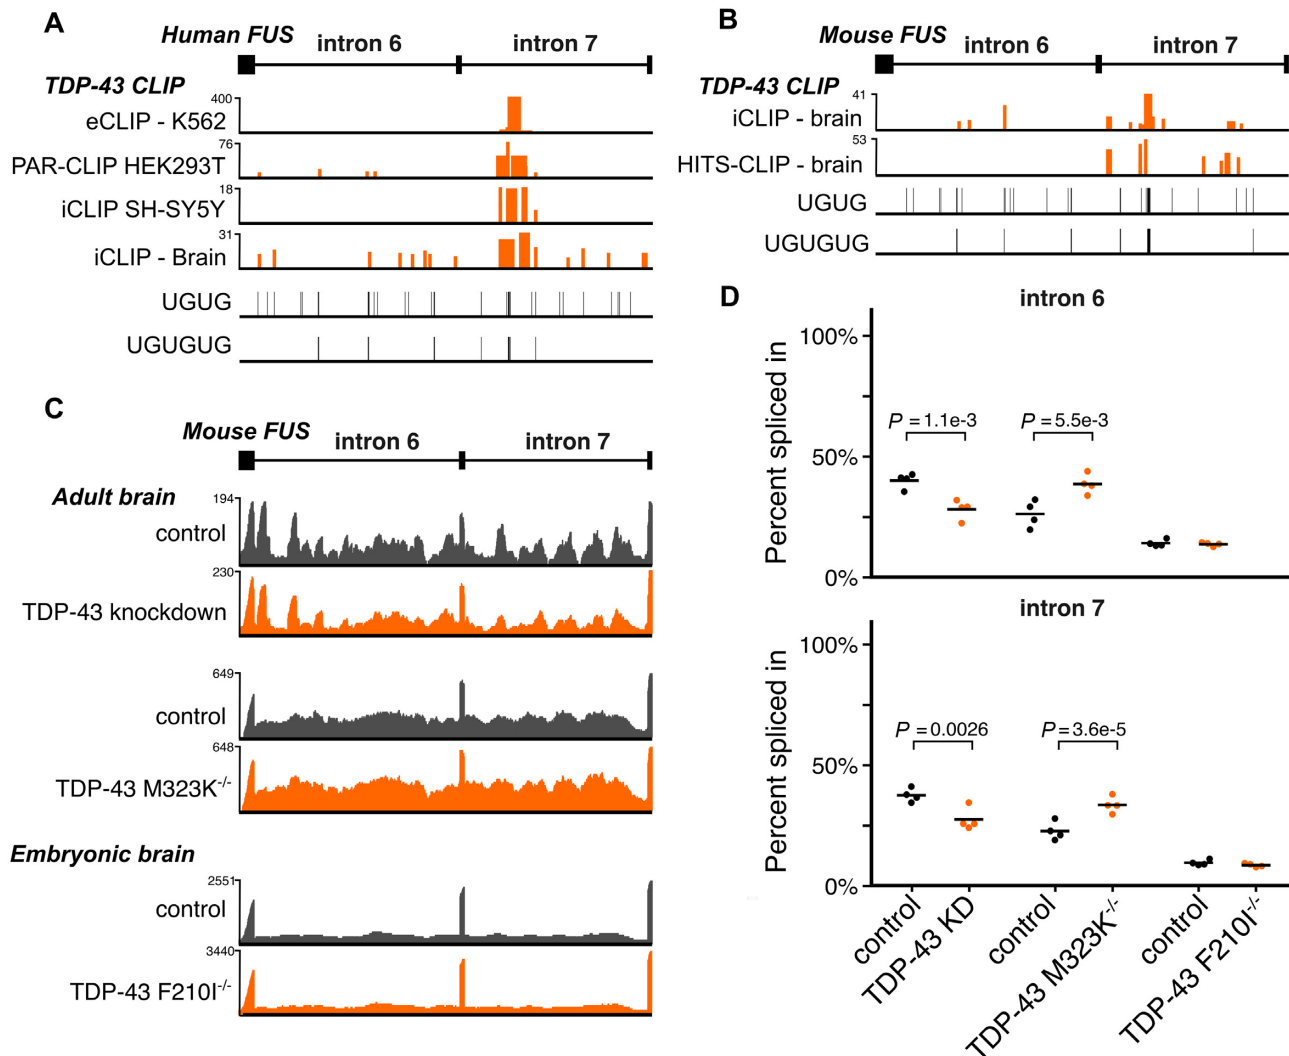 A
Human FUS
intron 6
intron 7
TDP-43 CLIP
400
eCLIP - K562
76
PAR-CLIP HEK293T
18
iCLIP SH-SY5Y
31
iCLIP - Brain
UGUG
UGUGUG
B
Mouse FUS
intron 6
intron 7
TDP-43 CLIP
41
iCLIP - brain
53
HITS-CLIP - brain
UGUG
UGUGUG
C
Mouse FUS
intron 6
intron 7
Adult brain
194
control
230
TDP-43 knockdown
649
control
648
TDP-43 M323K-/-
Embryonic brain
2551
control
3440
TDP-43 F210I-/-
D
intron 6
Percent spliced in
100%
50%
0%
P = 1.1e-3
P = 5.5e-3
intron 7
Percent spliced in
100%
50%
0%
P = 0.0026
P = 3.6e-5
control
TDP-43 KD
control
TDP-43 M323K-/-
control
TDP-43 F210I-/-